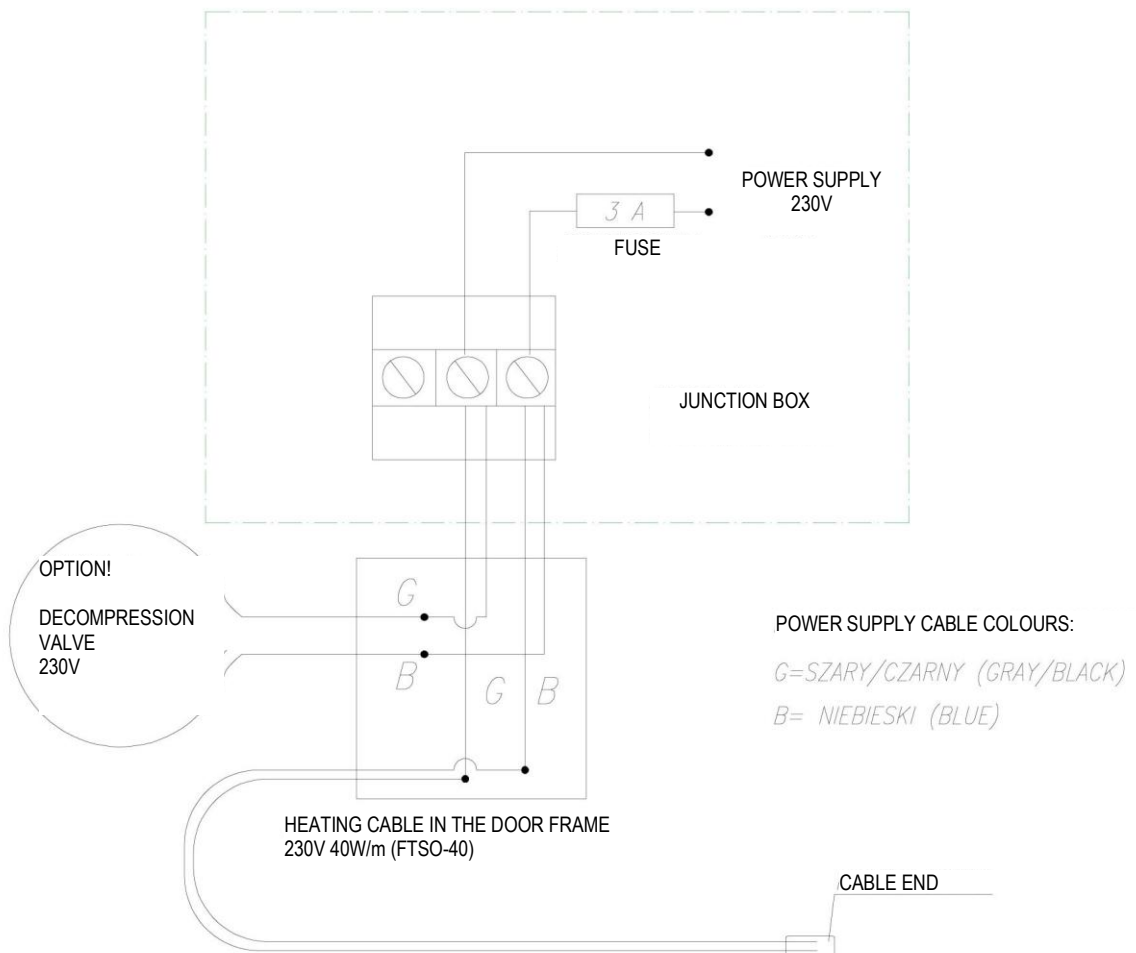 POWER SUPPLY
230V
3 A
FUSE
JUNCTION BOX
OPTION!
DECOMPRESSION
VALVE
230V
G
B
G
B
POWER SUPPLY CABLE COLOURS:
G=SZARY/CZARNY (GRAY/BLACK)
B= NIEBIESKI (BLUE)
HEATING CABLE IN THE DOOR FRAME
230V 40W/m (FTSO-40)
CABLE END